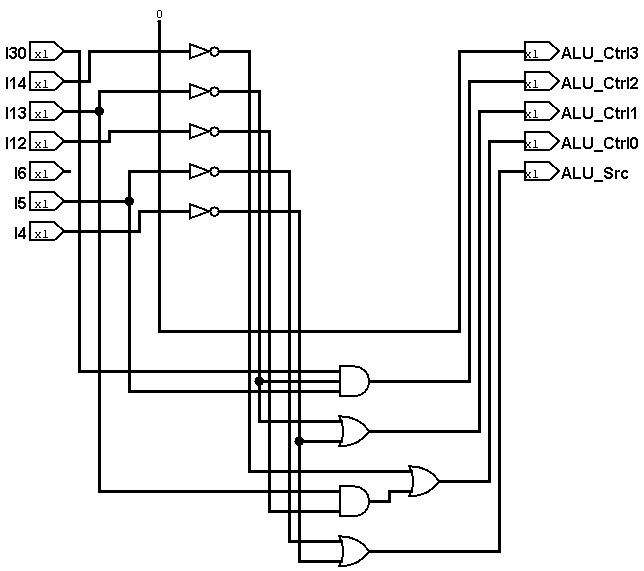 0
I30 x1 x1 ALU_Ctrl3
I14 x1 x1 ALU_Ctrl2
I13 x1 x1 ALU_Ctrl1
I12 x1 x1 ALU_Ctrl0
I6 x1 x1 ALU_Src
I5 x1
I4 x1